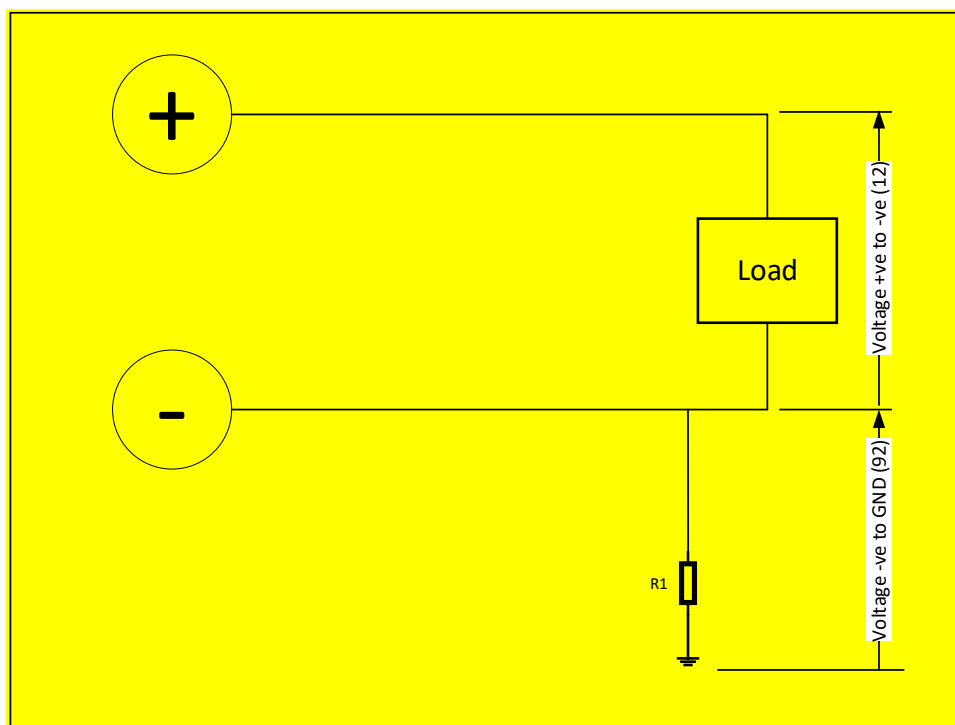 +
Load
Voltage +ve to -ve (12)
-
R1
Voltage -ve to GND (92)